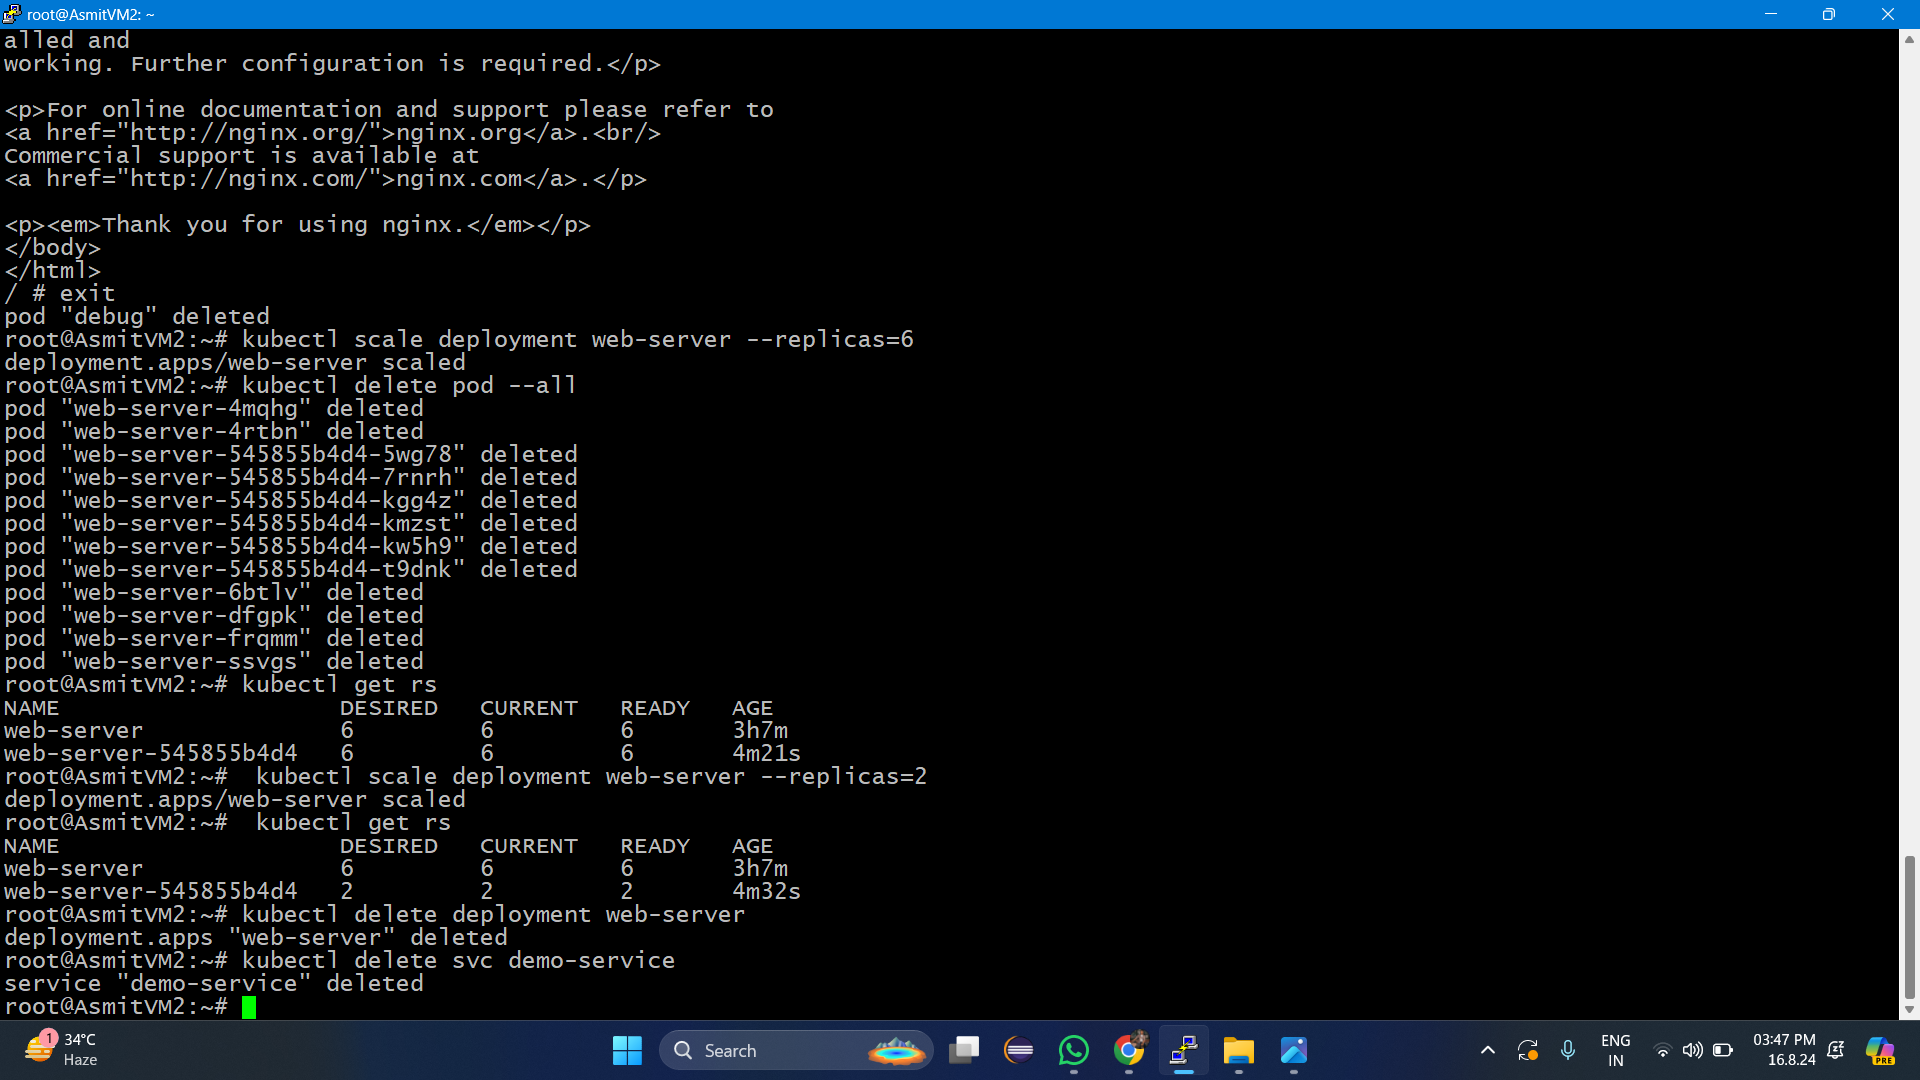 root@AsmitVM2: ~
alled and
working. Further configuration is required.</p>
<p>For online documentation and support please refer to
<a href="http://nginx.org/">nginx.org</a>.<br/>
Commercial support is available at
<a href="http://nginx.com/">nginx.com</a>.</p>
<p><em>Thank you for using nginx.</em></p>
</body>
</html>
/ # exit
pod "debug" deleted
root@AsmitVM2:~# kubectl scale deployment web-server --replicas=6
deployment.apps/web-server scaled
root@AsmitVM2:~# kubectl delete pod --all
pod "web-server-4mqhg" deleted
pod "web-server-4rtbn" deleted
pod "web-server-545855b4d4-5wg78" deleted
pod "web-server-545855b4d4-7rnrh" deleted
pod "web-server-545855b4d4-kgg4z" deleted
pod "web-server-545855b4d4-kmzst" deleted
pod "web-server-545855b4d4-kw5h9" deleted
pod "web-server-545855b4d4-t9dnk" deleted
pod "web-server-6btlv" deleted
pod "web-server-dfgpk" deleted
pod "web-server-frqmm" deleted
pod "web-server-ssvgs" deleted
root@AsmitVM2:~# kubectl get rs
NAME                    DESIRED   CURRENT   READY   AGE
web-server              6         6         6       3h7m
web-server-545855b4d4   6         6         6       4m21s
root@AsmitVM2:~#  kubectl scale deployment web-server --replicas=2
deployment.apps/web-server scaled
root@AsmitVM2:~#  kubectl get rs
NAME                    DESIRED   CURRENT   READY   AGE
web-server              6         6         6       3h7m
web-server-545855b4d4   2         2         2       4m32s
root@AsmitVM2:~# kubectl delete deployment web-server
deployment.apps "web-server" deleted
root@AsmitVM2:~# kubectl delete svc demo-service
service "demo-service" deleted
root@AsmitVM2:~#
1
34°C
Haze
Search
ENG
IN
03:47 PM
16.8.24
PRE